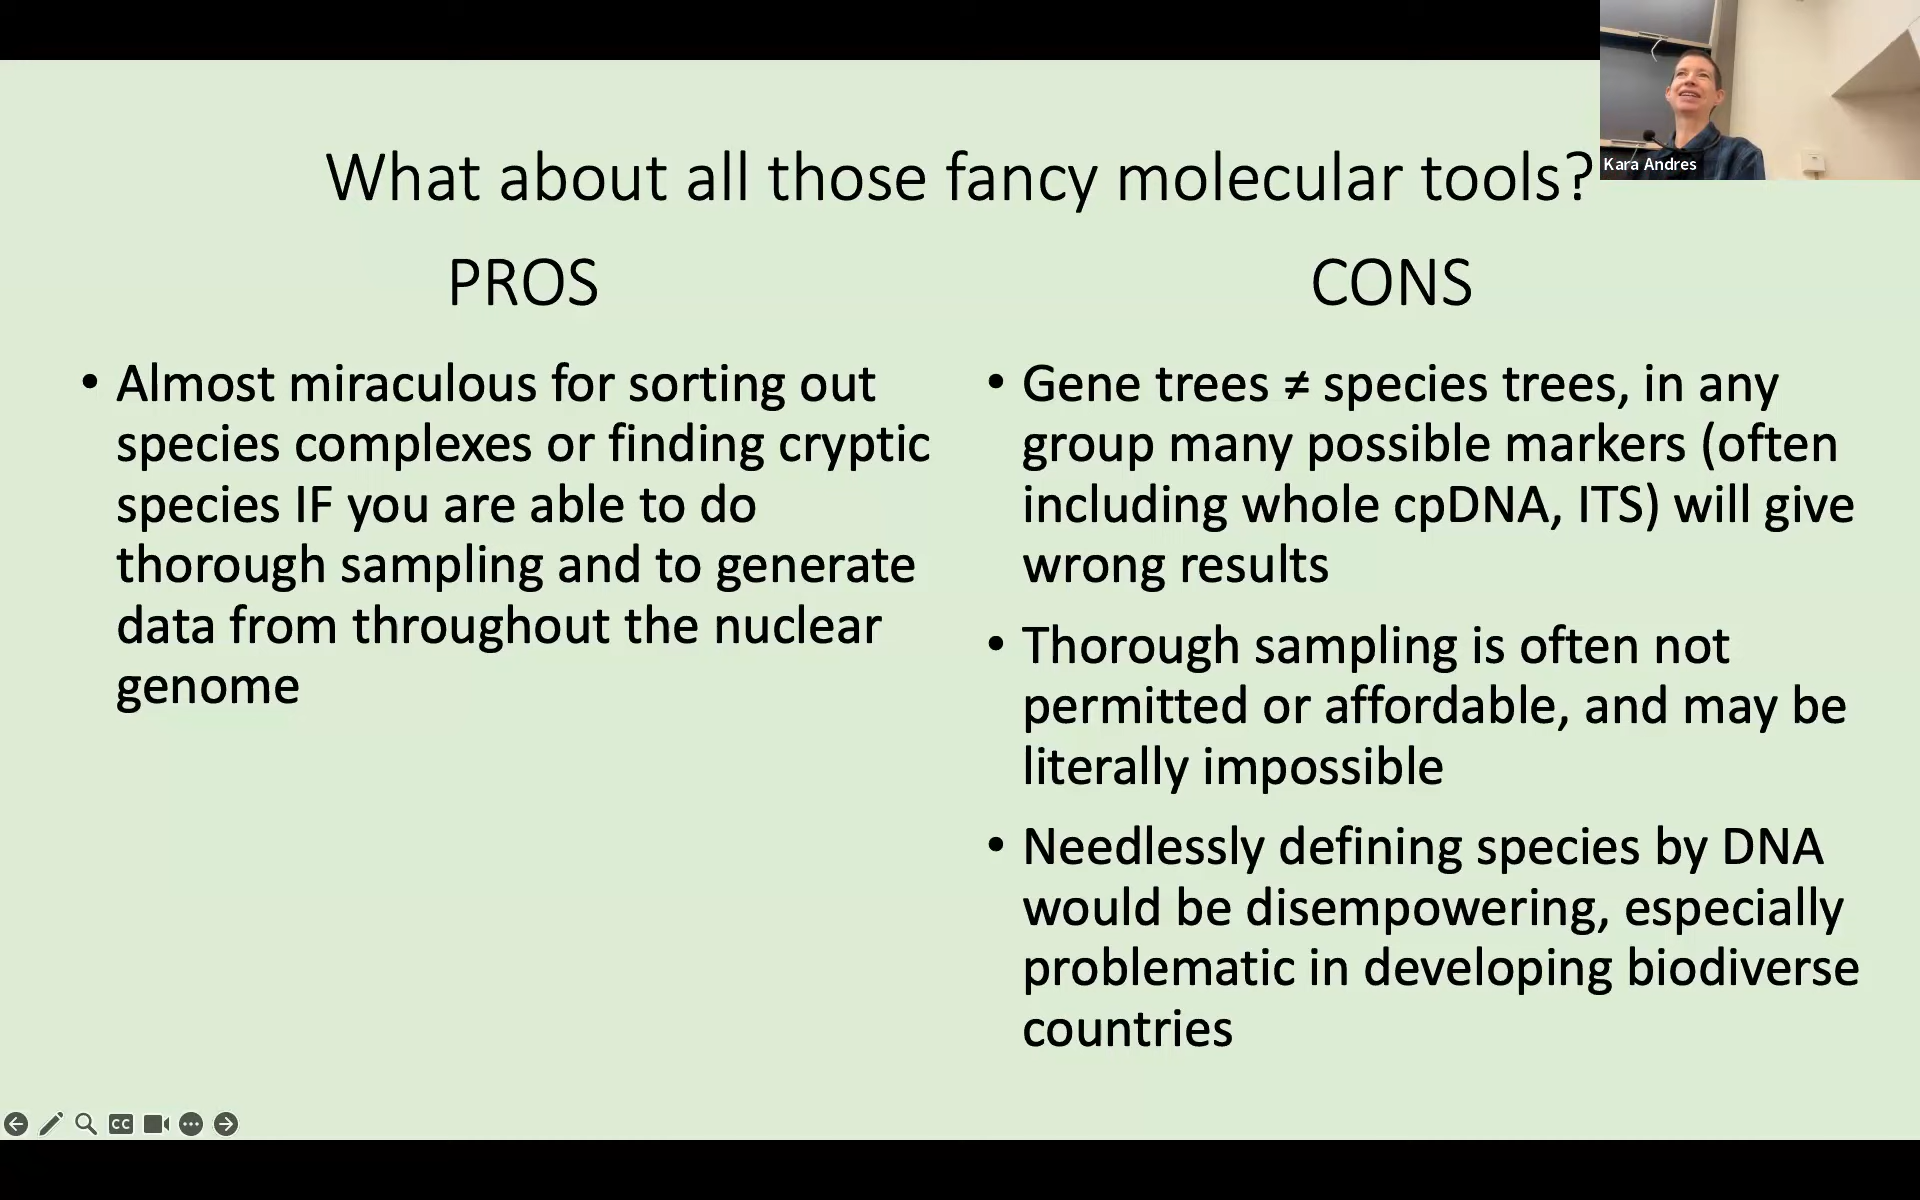 Kara Andres
What about all those fancy molecular tools?
PROS
• Almost miraculous for sorting out
species complexes or finding cryptic
species IF you are able to do
thorough sampling and to generate
data from throughout the nuclear
genome
CONS
• Gene trees ≠ species trees, in any
group many possible markers (often
including whole cpDNA, ITS) will give
wrong results
• Thorough sampling is often not
permitted or affordable, and may be
literally impossible
• Needlessly defining species by DNA
would be disempowering, especially
problematic in developing biodiverse
countries
CC